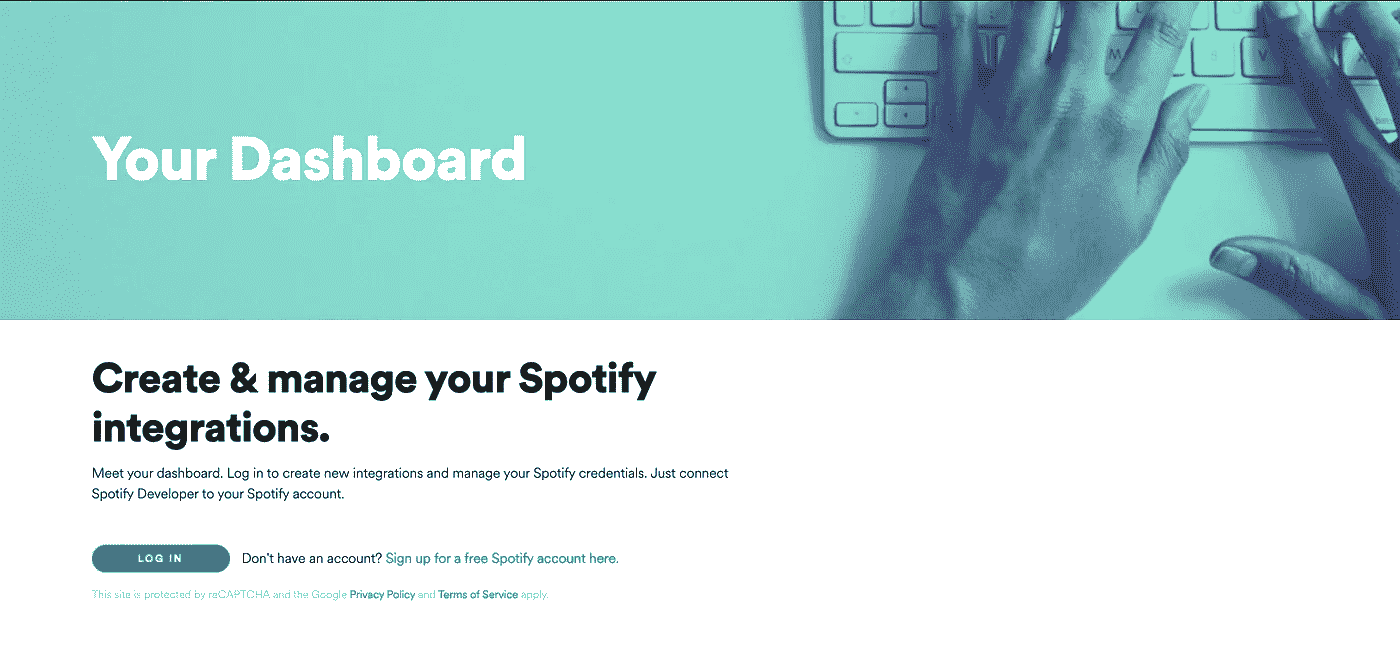 Your Dashboard
Create & manage your Spotify
integrations.
Meet your dashboard. Log in to create new integrations and manage your Spotify credentials. Just connect
Spotify Developer to your Spotify account.
LOG IN Don't have an account? Sign up for a free Spotify account here.
This site is protected by reCAPTCHA and the Google Privacy Policy and Terms of Service apply.